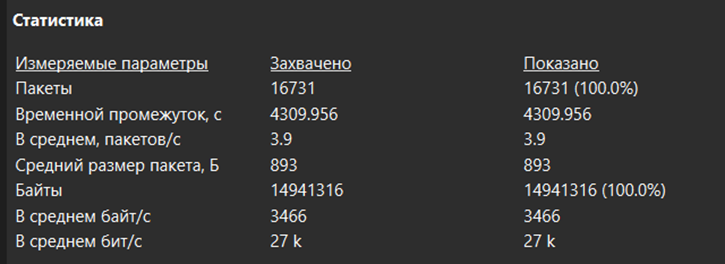 Статистика
Измеряемые параметры Захвачено Показано
Пакеты 16731 16731 (100.0%)
Временной промежуток, с 4309.956 4309.956
В среднем, пакетов/с 3.9 3.9
Средний размер пакета, Б 893 893
Байты 14941316 14941316 (100.0%)
В среднем байт/с 3466 3466
В среднем бит/с 27 k 27 k